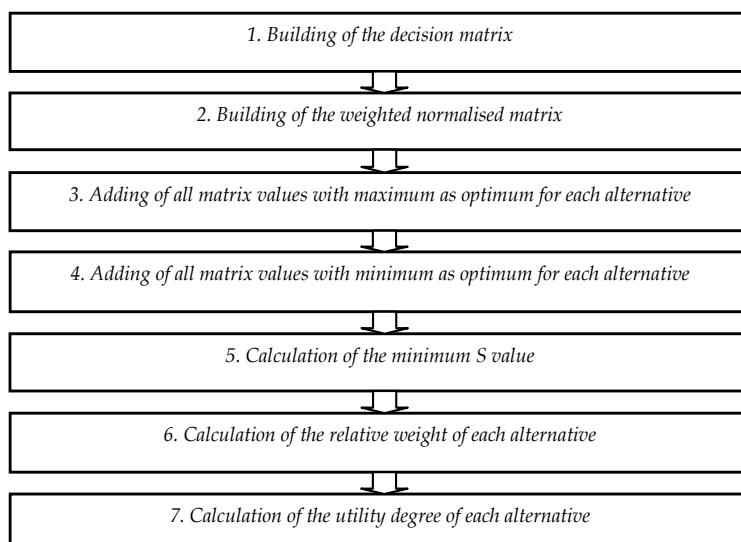 1. Building of the decision matrix
2. Building of the weighted normalised matrix
3. Adding of all matrix values with maximum as optimum for each alternative
4. Adding of all matrix values with minimum as optimum for each alternative
5. Calculation of the minimum S value
6. Calculation of the relative weight of each alternative
7. Calculation of the utility degree of each alternative